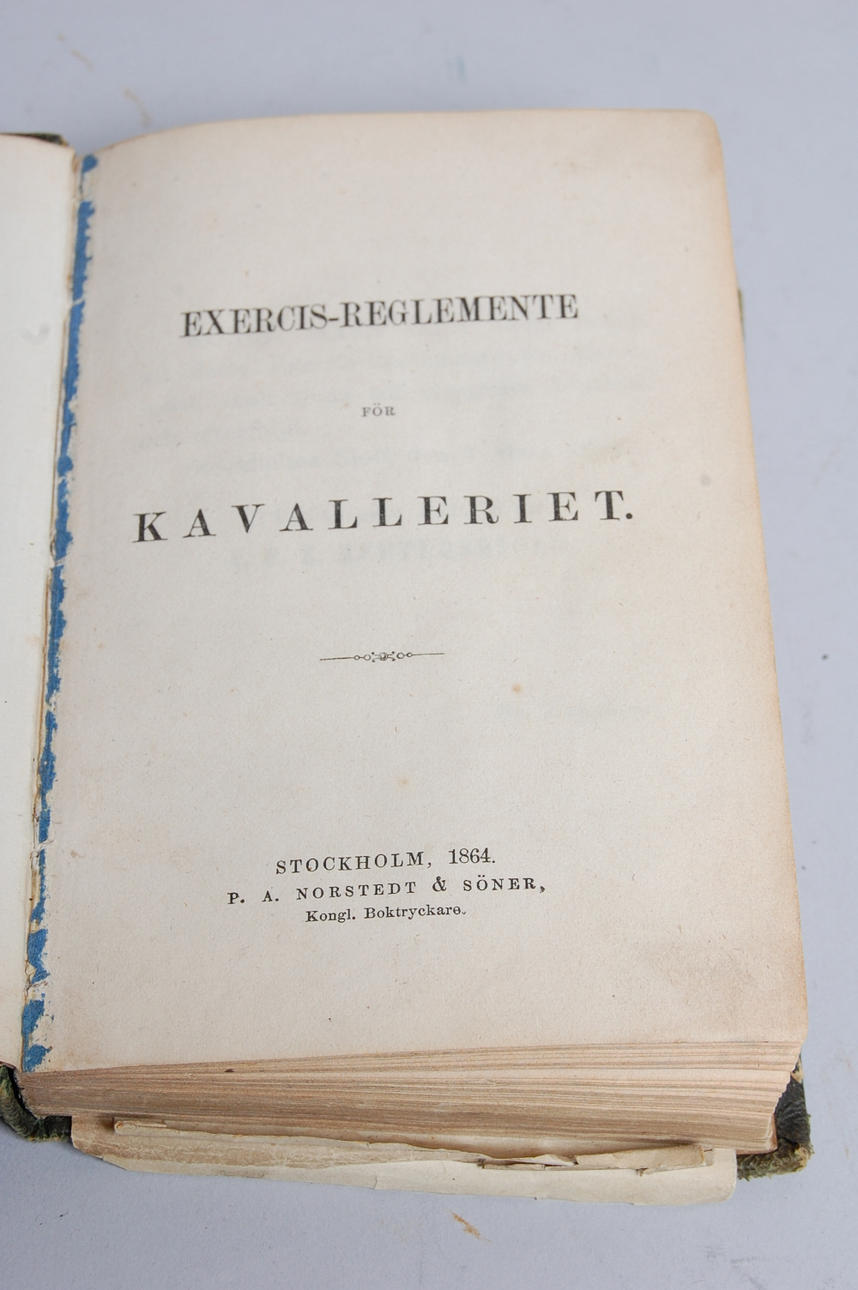 EXERCIS-REGLEMENTE
FÖR
KAVALLERIET.
STOCKHOLM, 1864.
P. A. NORSTEDT & SÖNER,
Kongl. Boktryckare.